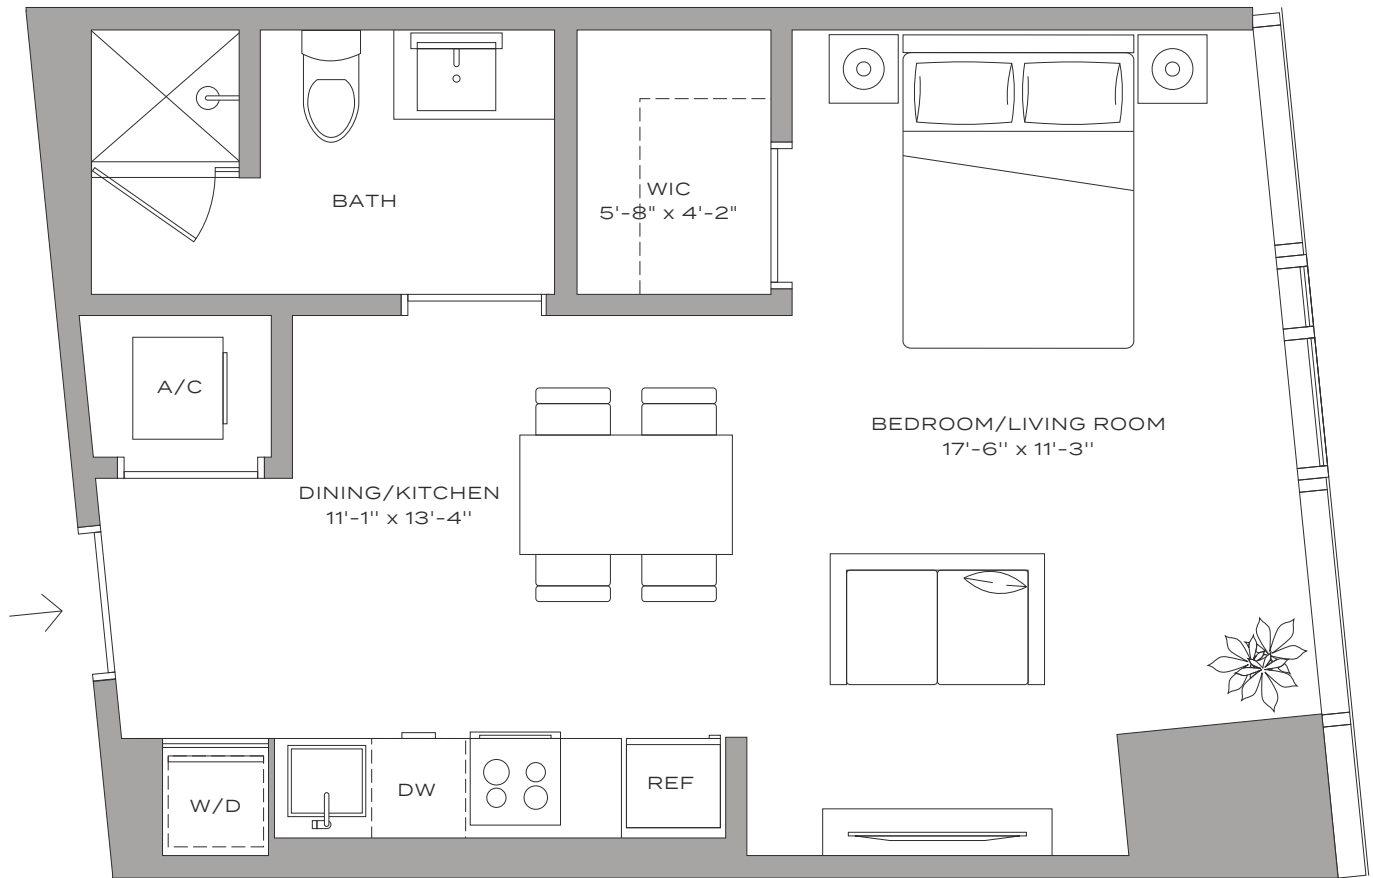 BATH
WIC
5'-8" x 4'-2"
A/C
BEDROOM/LIVING ROOM
17'-6'' x 11'-3''
DINING/KITCHEN
11'-1'' x 13'-4''
W/D
DW
REF